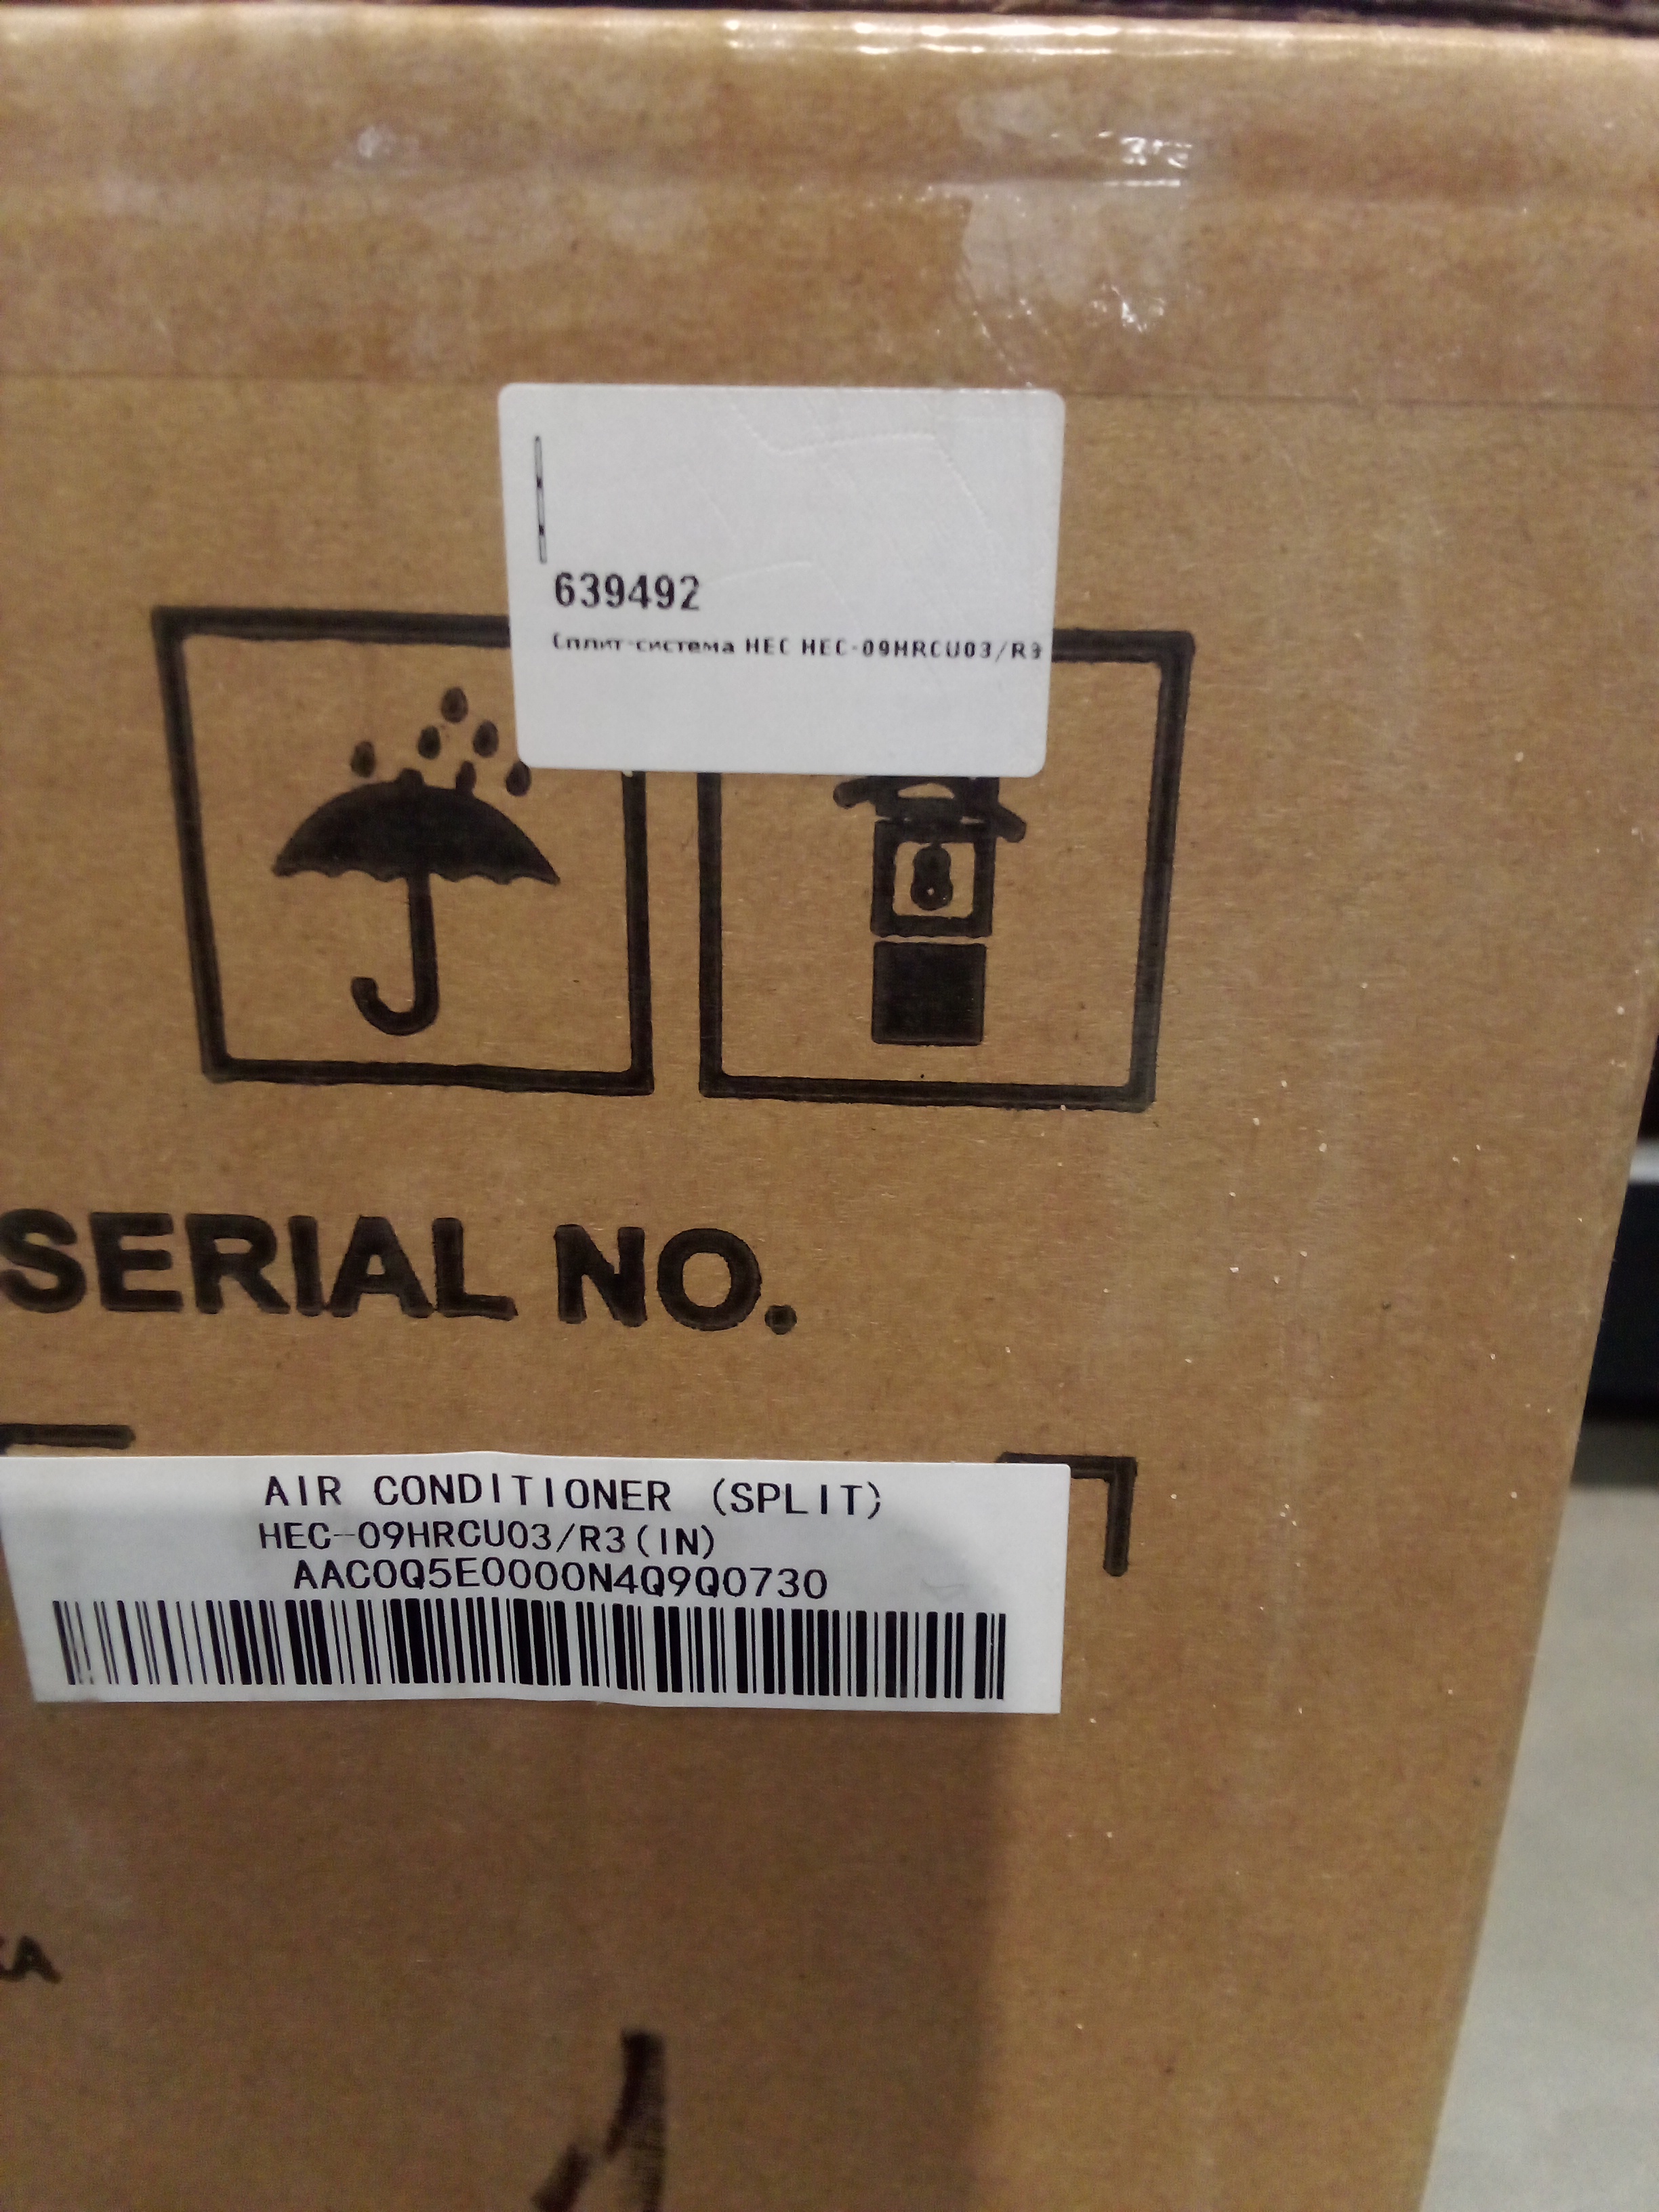 639492
Сплит-система HEC HEC-09HRCU03/R3
SERIAL NO.
AIR CONDITIONER (SPLIT)
HEC-09HRCU03/R3(IN)
AAC0Q5E0000N4Q9Q0730